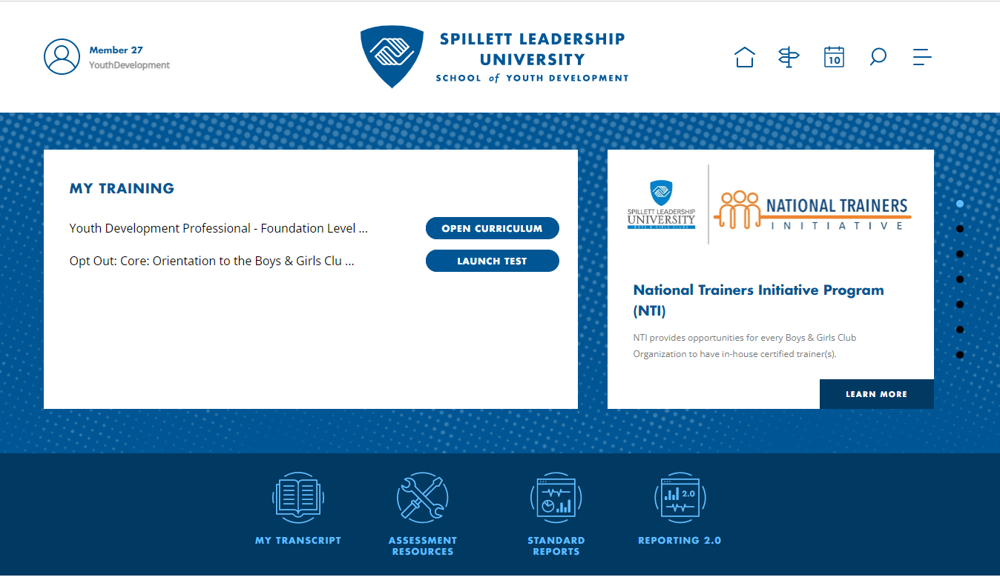 Member 27
YouthDevelopment
SPILLETT LEADERSHIP
UNIVERSITY
SCHOOL of YOUTH DEVELOPMENT
10
MY TRAINING
Youth Development Professional - Foundation Level ...
OPEN CURRICULUM
Opt Out: Core: Orientation to the Boys & Girls Clu ...
LAUNCH TEST
SPILLETT LEADERSHIP
UNIVERSITY
BOYS & GIRLS CLUBS
NATIONAL TRAINERS
INITIATIVE
National Trainers Initiative Program
(NTI)
NTI provides opportunities for every Boys & Girls Club
Organization to have in-house certified trainer(s).
LEARN MORE
MY TRANSCRIPT
ASSESSMENT
RESOURCES
STANDARD
REPORTS
2.0
REPORTING 2.0